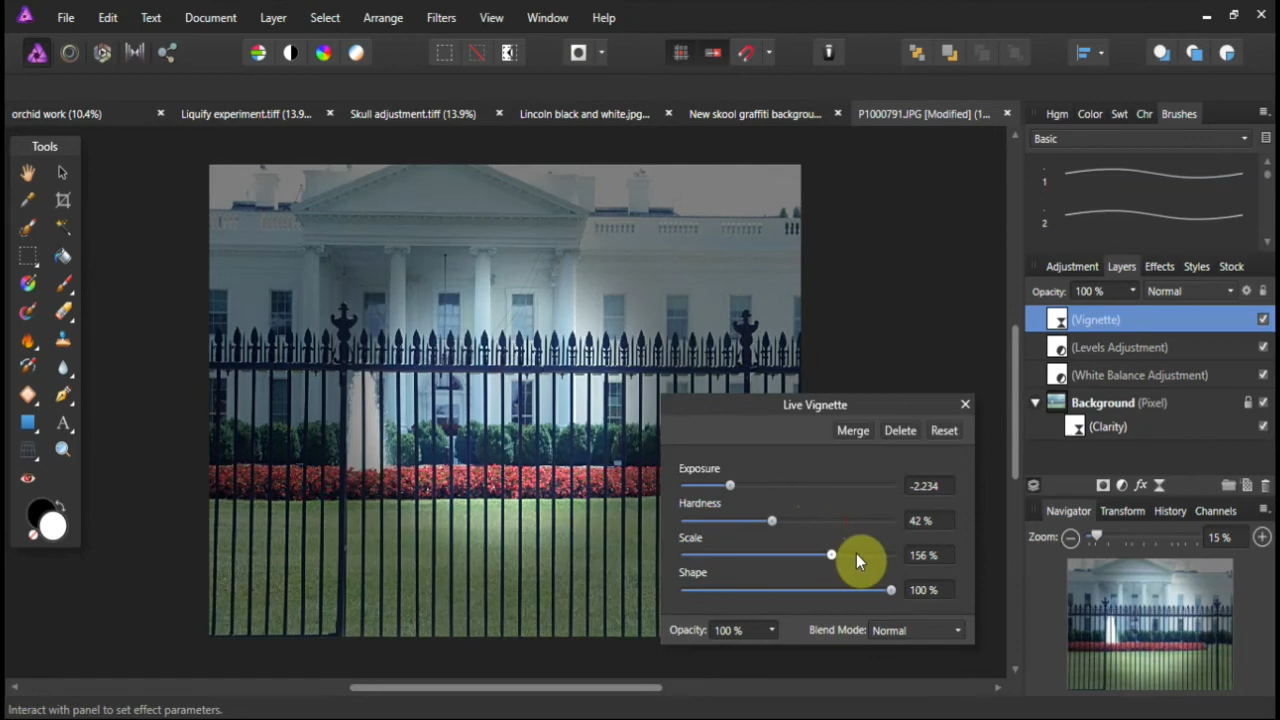 File Edit Text Document Layer Select Arrange Filters View Window Help
orchid work (10.4%) Liquify experiment.tiff (13.9%... Skull adjustment.tiff (13.9%) Lincoln black and white.jpg... New skool graffiti backgrou... P1000791.JPG [Modified] (1...
Hgm Color Swt Chr Brushes
Tools
Basic
1
2
Adjustment Layers Effects Styles Stock
Opacity: 100 % Normal
(Vignette)
(Levels Adjustment)
(White Balance Adjustment)
Background (Pixel)
(Clarity)
Live Vignette
Merge Delete Reset
Exposure
-2.234
Hardness
42 %
Scale
156 %
Shape
100 %
Opacity: 100 % Blend Mode: Normal
Navigator Transform History Channels
Zoom: 15 %
Interact with panel to set effect parameters.